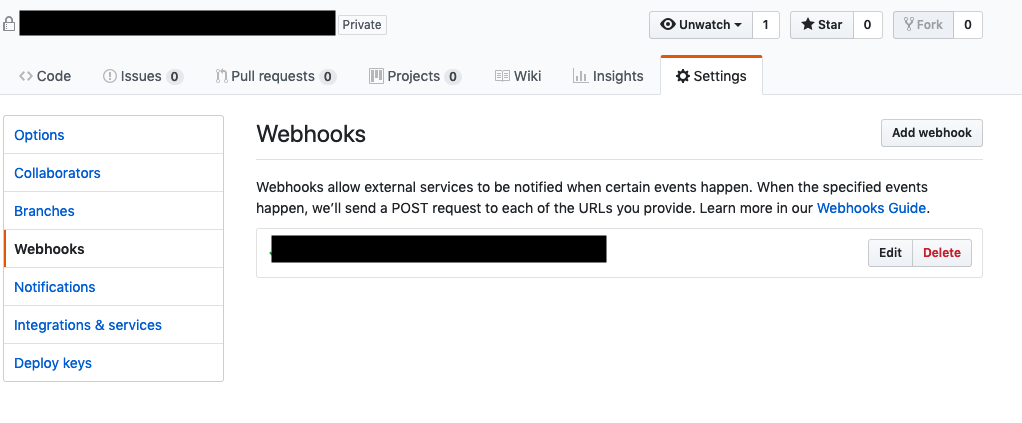 Private Unwatch 1 Star 0 Fork 0
Code Issues 0 Pull requests 0 Projects 0 Wiki Insights Settings
Options
Collaborators
Branches
Webhooks
Notifications
Integrations & services
Deploy keys
Webhooks Add webhook
Webhooks allow external services to be notified when certain events happen. When the specified events
happen, we’ll send a POST request to each of the URLs you provide. Learn more in our Webhooks Guide.
Edit Delete